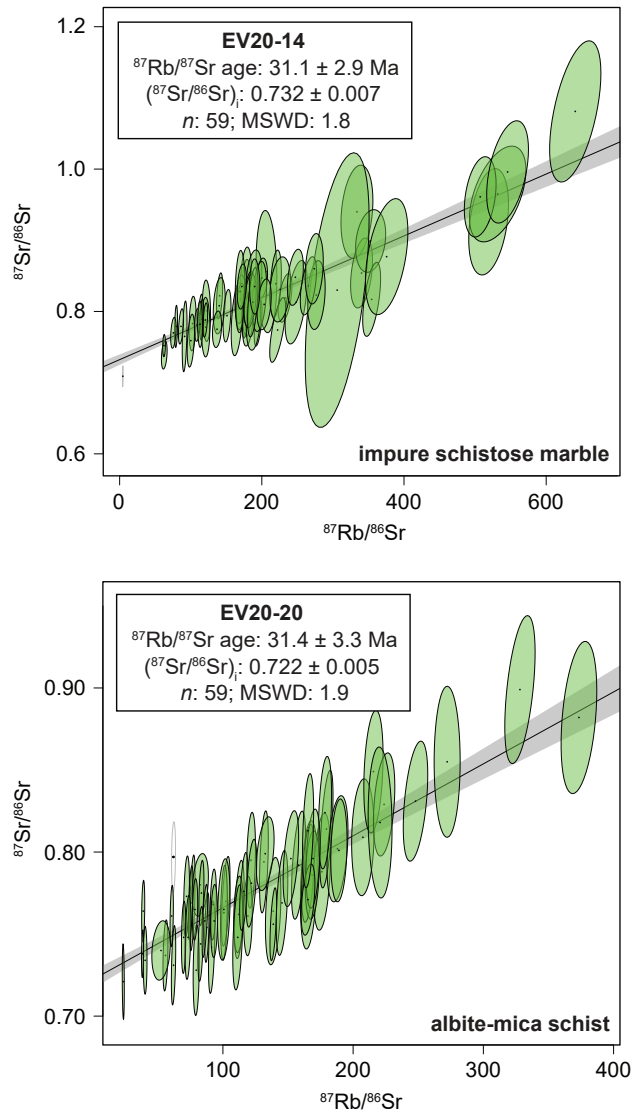 1.2
1.0
0.8
0.6
⁸⁷Sr/⁸⁶Sr
EV20-14
⁸⁷Rb/⁸⁷Sr age: 31.1 ± 2.9 Ma
(⁸⁷Sr/⁸⁶Sr)ᵢ: 0.732 ± 0.007
n: 59; MSWD: 1.8
impure schistose marble
0 200 400 600
⁸⁷Rb/⁸⁶Sr
0.90
0.80
0.70
⁸⁷Sr/⁸⁶Sr
EV20-20
⁸⁷Rb/⁸⁷Sr age: 31.4 ± 3.3 Ma
(⁸⁷Sr/⁸⁶Sr)ᵢ: 0.722 ± 0.005
n: 59; MSWD: 1.9
albite-mica schist
100 200 300 400
⁸⁷Rb/⁸⁶Sr